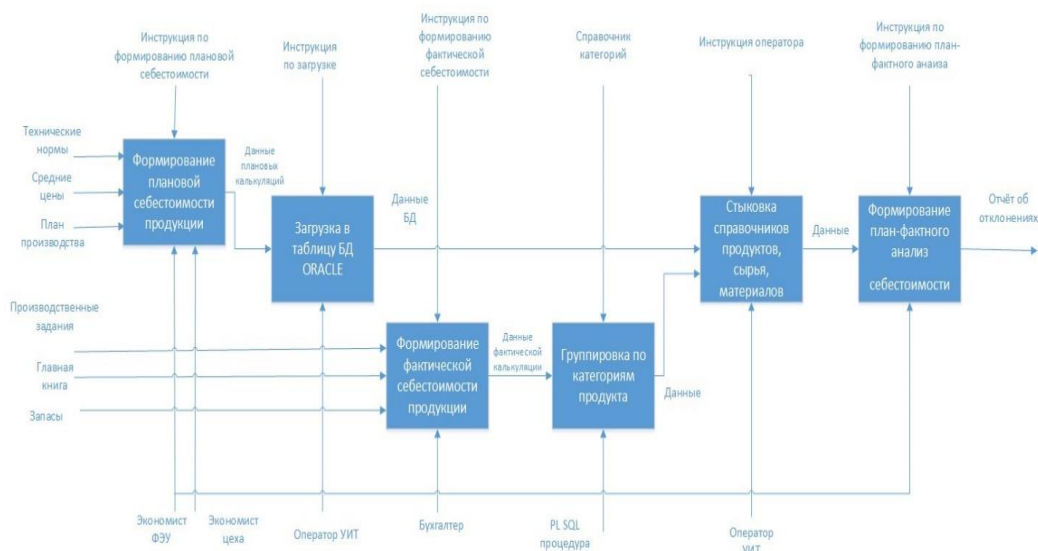 Инструкция по
формированию плановой
себестоимости
Инструкция
по загрузке
Инструкция по
формированию
фактической
себестоимости
Справочник
категорий
Инструкция оператора
Инструкция по
формированию план-
фактного анаиза
Технические
нормы
Средние
цены
План
производства
Формирование
плановой
себестоимости
продукции
Данные
плановых
калькуляций
Загрузка в
таблицу БД
ORACLE
Данные
БД
Стыковка
справочников
продуктов,
сырья,
материалов
Данные
Формирование
план-фактного
анализ
себестоимости
Отчёт об
отклонениях
Производственные
задания
Главная
книга
Запасы
Формирование
фактической
себестоимости
продукции
Данные
фактической
калькуляции
Группировка по
категориям
продукта
Данные
Экономист
ФЭУ
Экономист
цеха
Оператор УИТ
Бухгалтер
PL SQL
процедура
Оператор
УИТ